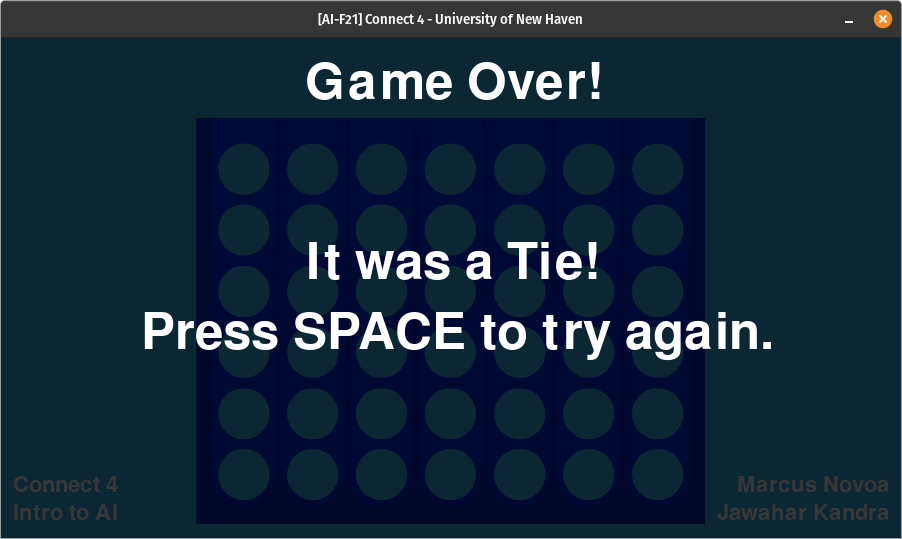 [AI-F21] Connect 4 - University of New Haven
Game Over!
It was a Tie!
Press SPACE to try again.
Connect 4
Intro to AI
Marcus Novoa
Jawahar Kandra